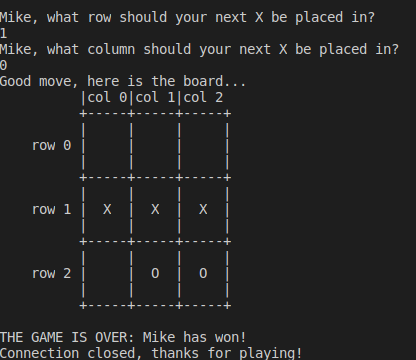 Mike, what row should your next X be placed in?
1
Mike, what column should your next X be placed in?
0
Good move, here is the board...
          |col 0|col 1|col 2
          +-----+-----+-----+
          |     |     |     |
    row 0 |     |     |     |
          |     |     |     |
          +-----+-----+-----+
          |     |     |     |
    row 1 |  X  |  X  |  X  |
          |     |     |     |
          +-----+-----+-----+
          |     |     |     |
    row 2 |     |  O  |  O  |
          |     |     |     |
          +-----+-----+-----+
THE GAME IS OVER: Mike has won!
Connection closed, thanks for playing!